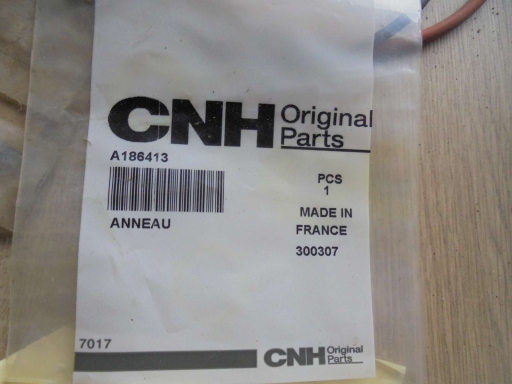 CNH Original Parts
A186413
PCS
1
ANNEAU
MADE IN
FRANCE
300307
7017
CNH Original Parts